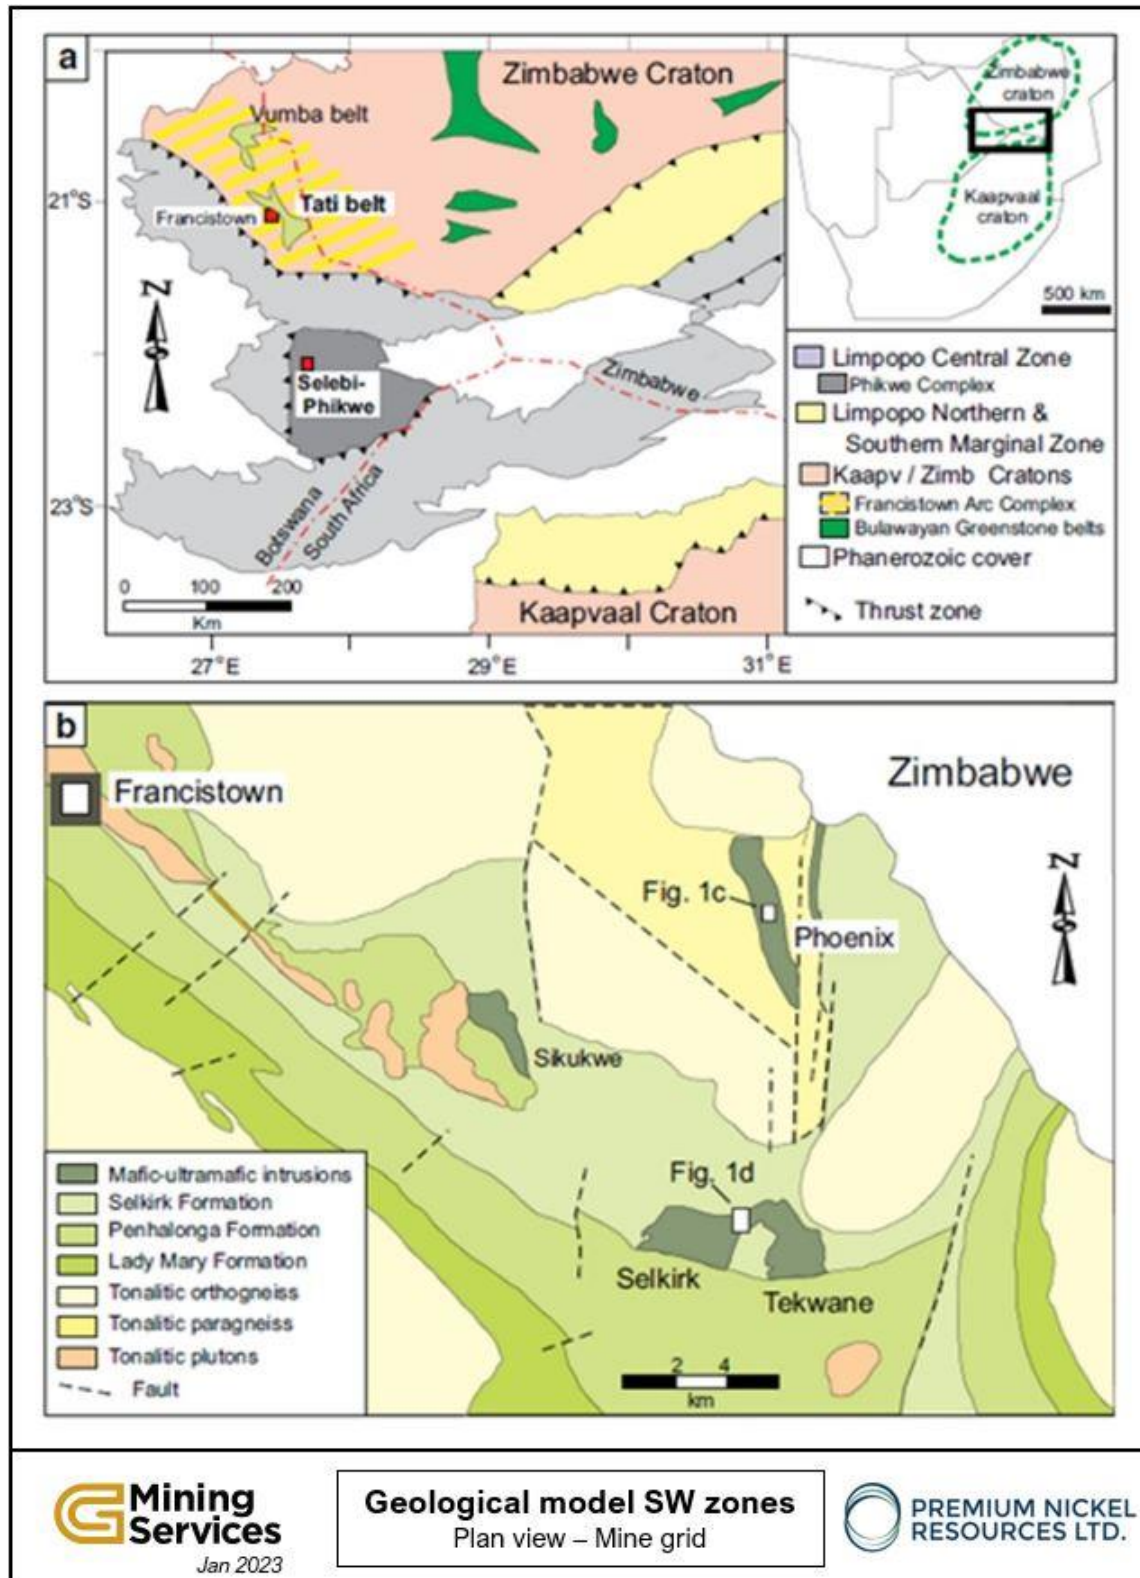 a
Zimbabwe Craton
Vumba belt
21°S
Tati belt
Francistown
N
S
Selebi-
Phikwe
Zimbabwe
23°S
Botswana
South Africa
0 100 200
Km
Kaapvaal Craton
27°E 29°E 31°E
Zimbabwe
craton
Kaapvaal
craton
500 km
Limpopo Central Zone
Phikwe Complex
Limpopo Northern &
Southern Marginal Zone
Kaapv / Zimb Cratons
Francistown Arc Complex
Bulawayan Greenstone belts
Phanerozoic cover
Thrust zone
b
Francistown
Zimbabwe
N
S
Fig. 1c
Phoenix
Sikukwe
Fig. 1d
Selkirk
Tekwane
2 4
km
Mafic-ultramafic intrusions
Selkirk Formation
Penhalonga Formation
Lady Mary Formation
Tonalitic orthogneiss
Tonalitic paragneiss
Tonalitic plutons
Fault
G Mining
Services
Jan 2023
Geological model SW zones
Plan view – Mine grid
PREMIUM NICKEL
RESOURCES LTD.